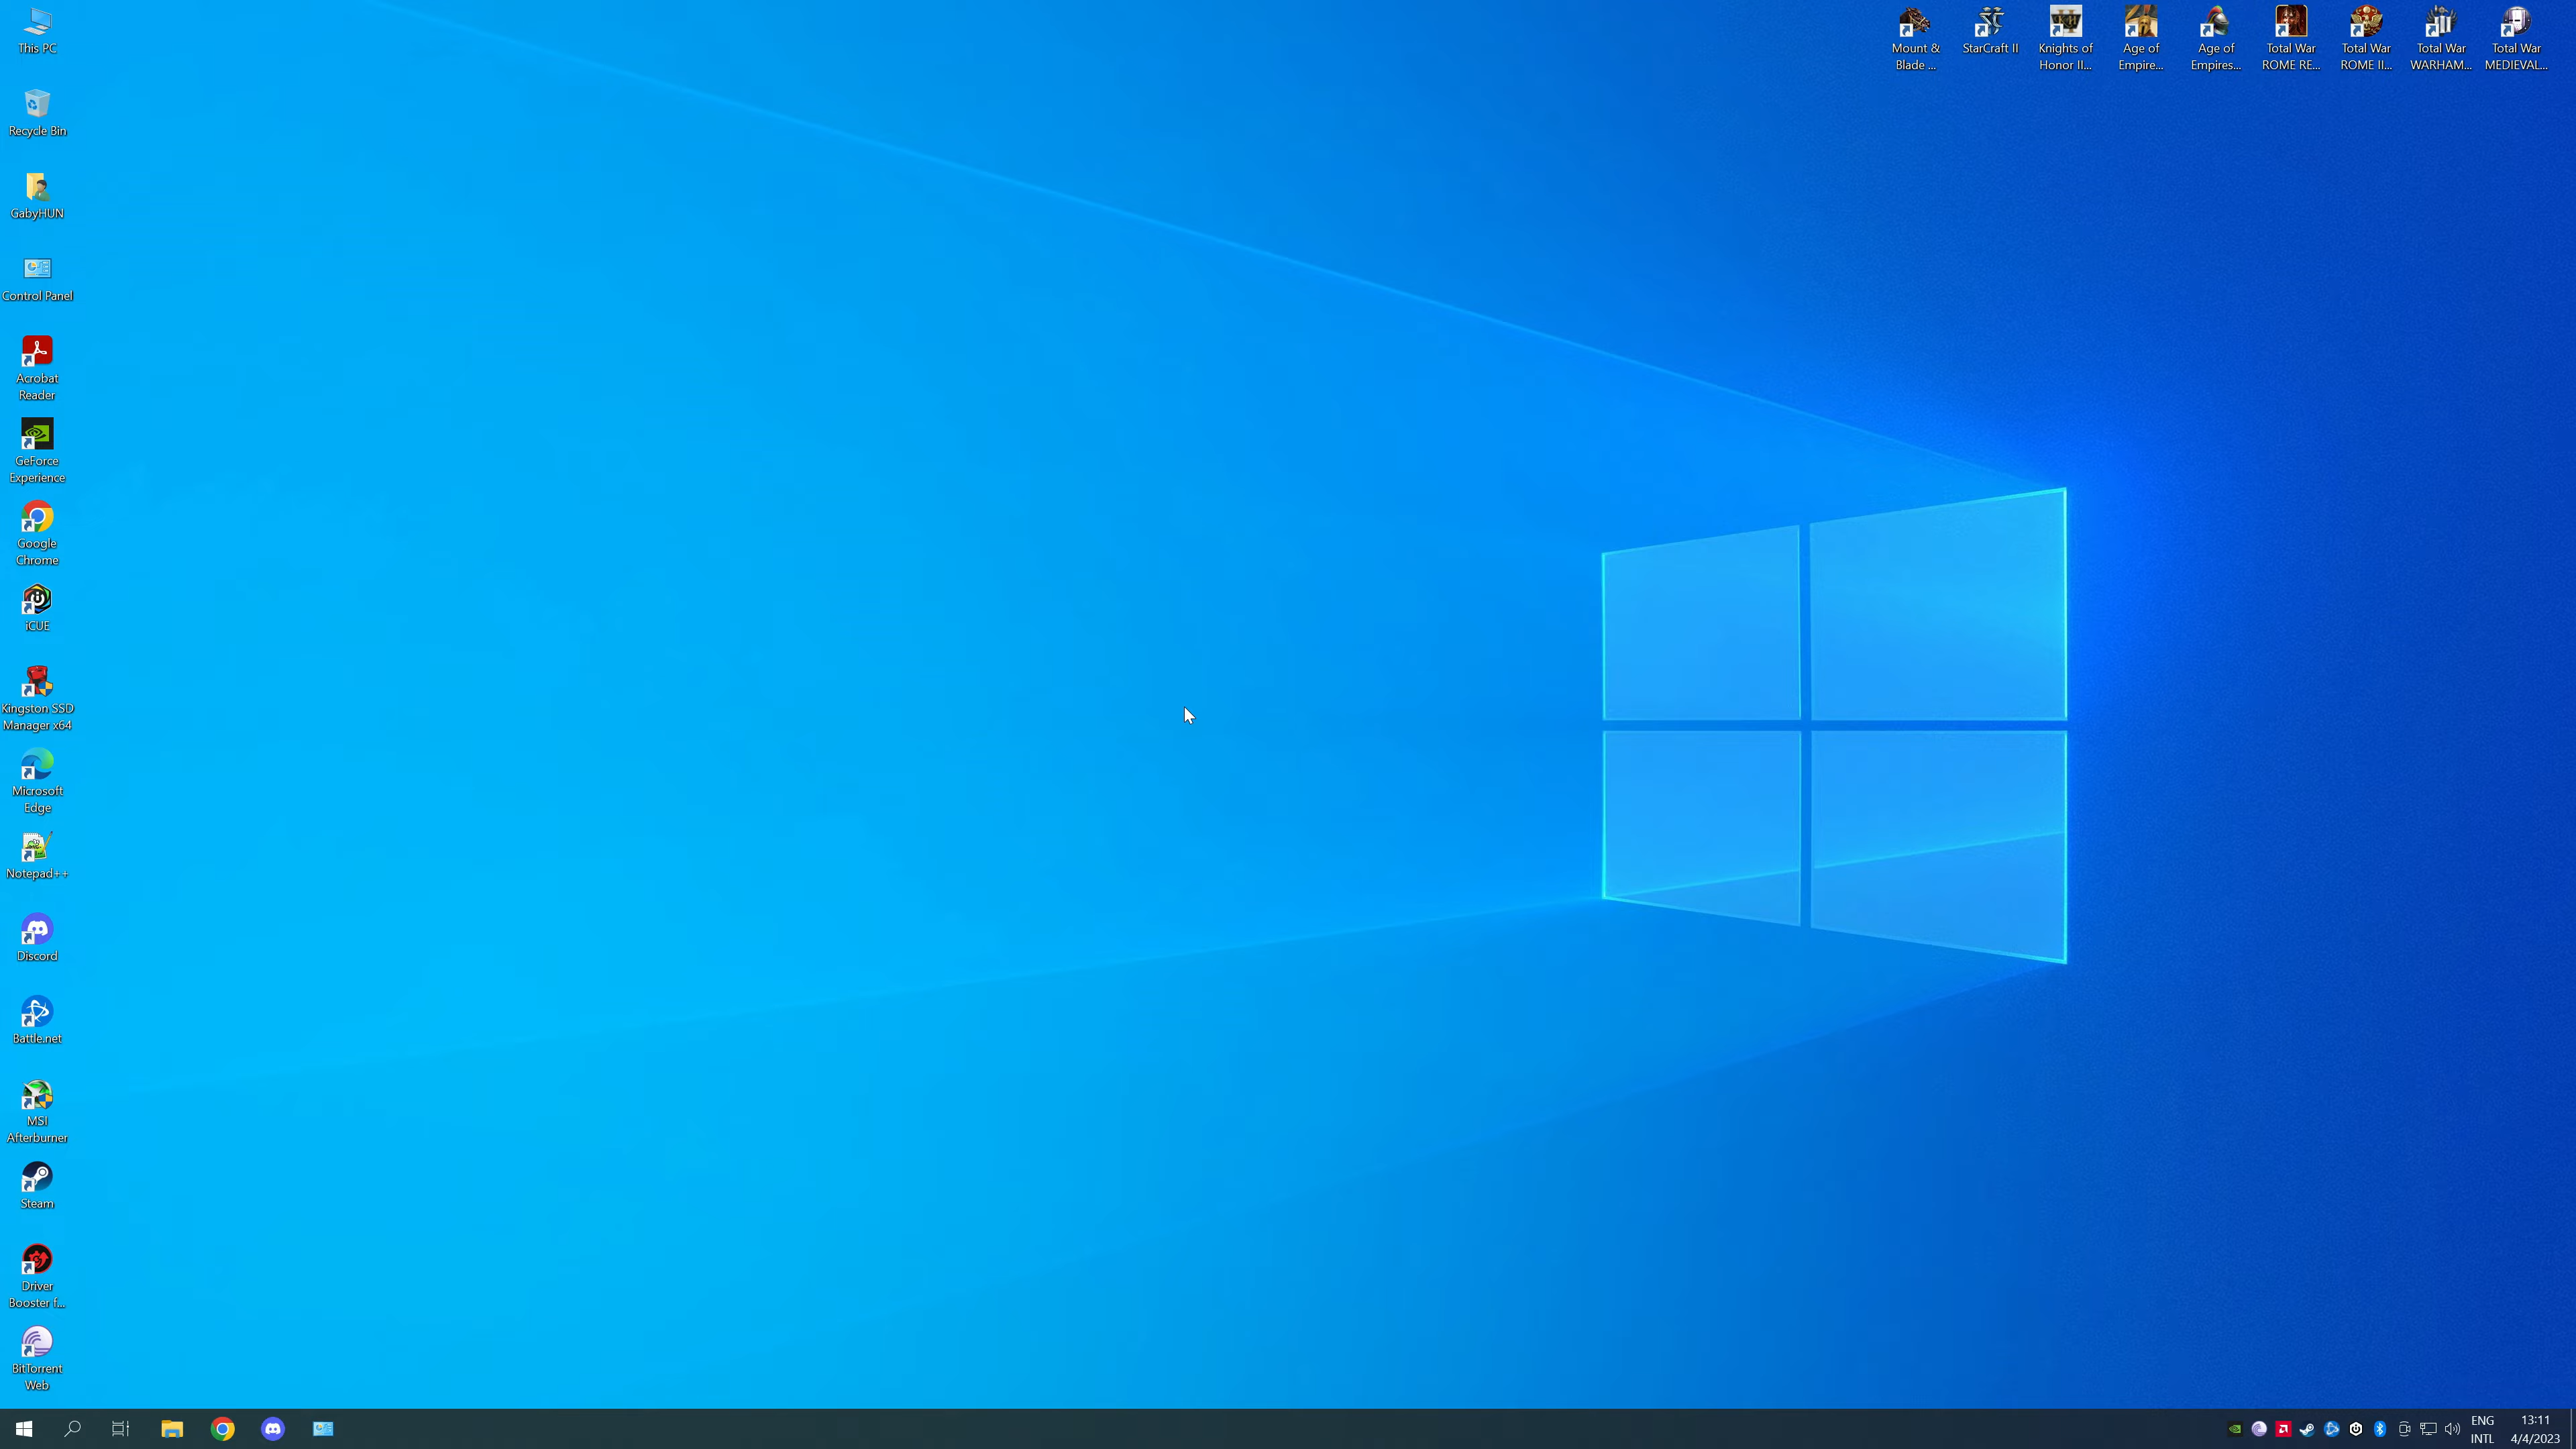 This PC
Recycle Bin
GabyHUN
Control Panel
Acrobat
Reader
GeForce
Experience
Google
Chrome
iCUE
Kingston SSD
Manager x64
Microsoft
Edge
Notepad++
Discord
Battle.net
MSI
Afterburner
Steam
Driver
Booster f...
BitTorrent
Web
Mount &
Blade ...
StarCraft II
Knights of
Honor II...
Age of
Empire...
Age of
Empires...
Total War
ROME RE...
Total War
ROME II...
Total War
WARHAM...
Total War
MEDIEVAL...
ENG
INTL
13:11
4/4/2023